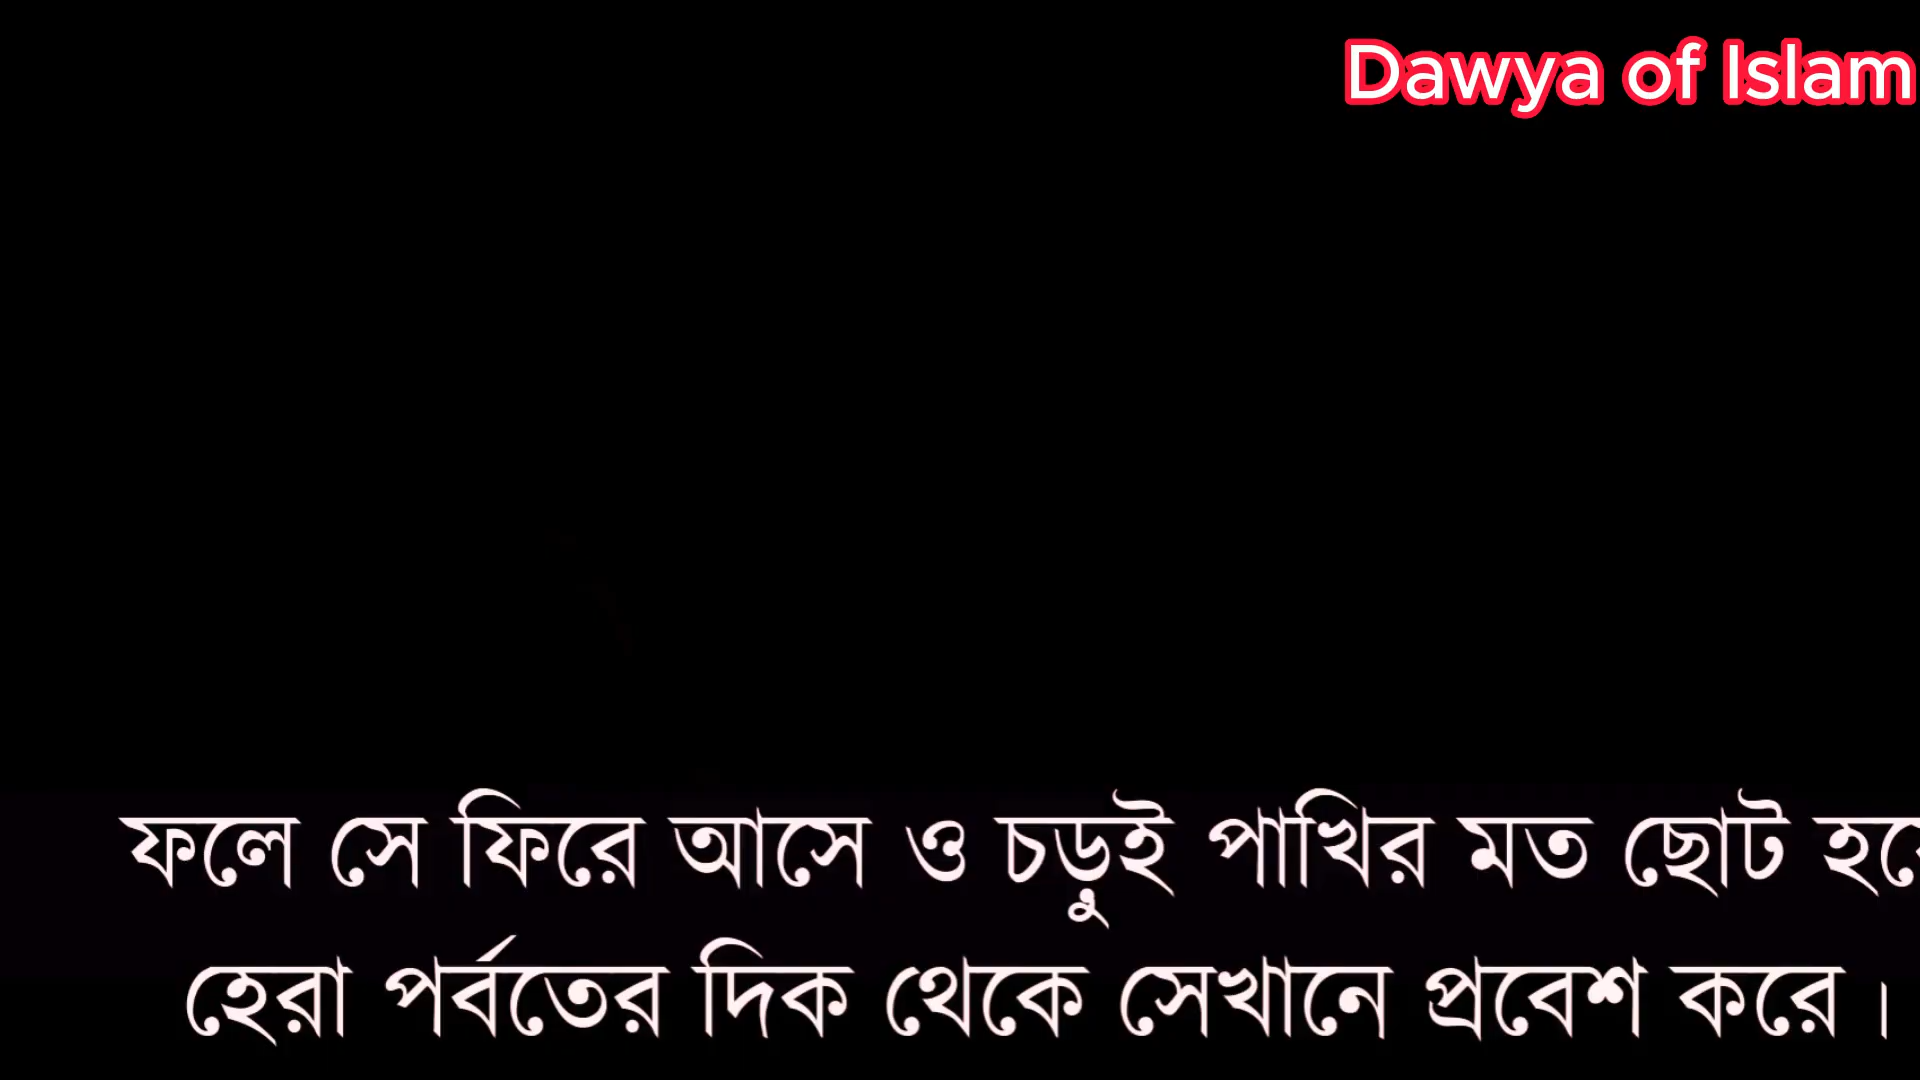 Dawya of Islam
ফলে সে ফিরে আসে ও চড়ুই পাখির মত ছোট হয়ে
হেরা পর্বতের দিক থেকে সেখানে প্রবেশ করে।